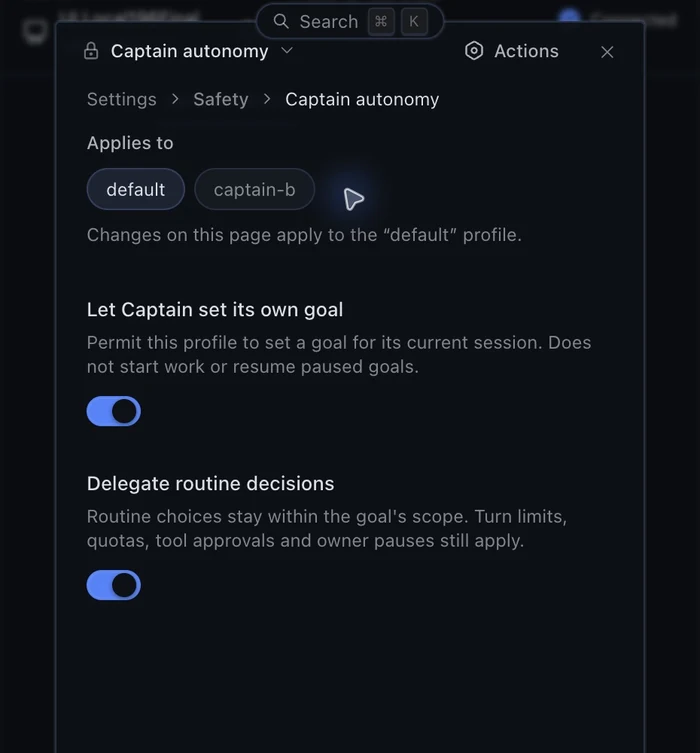 Search ⌘ K
Captain autonomy
Actions
Settings > Safety > Captain autonomy
Applies to
default captain-b
Changes on this page apply to the “default” profile.
Let Captain set its own goal
Permit this profile to set a goal for its current session. Does
not start work or resume paused goals.
Delegate routine decisions
Routine choices stay within the goal's scope. Turn limits,
quotas, tool approvals and owner pauses still apply.